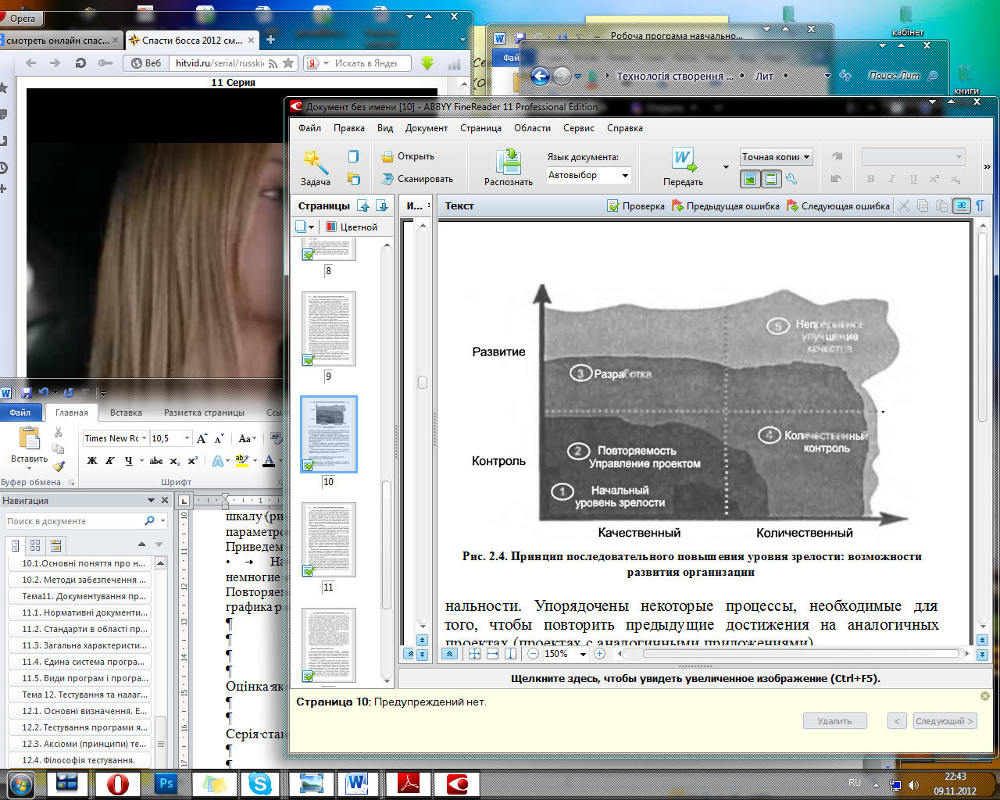 Opera
смотреть онлайн спас...
Спасти босса 2012 см...
Веб
hitvid.ru/serial/russki
Искать в Яндек
11 Серия
кабінет
книги
Робоча програма навчально...
Фай
Технологія створення ...
Лит
Поиск: Лит
Документ без имени [10] - ABBYY FineReader 11 Professional Edition
Файл Правка Вид Документ Страница Области Сервис Справка
Задача
Открыть
Сканировать
Распознать
Язык документа:
Автовыбор
Передать
Точная копия
Страницы
Цветной
И...
Текст
Проверка
Предыдущая ошибка
Следующая ошибка
8
9
10
11
Развитие
Контроль
5 Непрерывное
улучшение
качества
3 Разработка
4 Количественны
контроль
2 Повторяемость
Управление проектом
1 Начальный
уровень зрелости
Качественный
Количественный
Рис. 2.4. Принцип последовательного повышения уровня зрелости: возможности
развития организации
нальности. Упорядочены некоторые процессы, необходимые для
того, чтобы повторить предыдущие достижения на аналогичных
проектах (проектах с аналогичными приложениями)
150%
Щелкните здесь, чтобы увидеть увеличенное изображение (Ctrl+F5).
Страница 10: Предупреждений нет.
Удалить
<
Следующий >
Файл
Главная
Вставка
Разметка страницы
Ссы
Вставить
Times New Ro
10,5
Ж К Ч abc x₂ x²
Буфер обмена
Шрифт
Навигация
Поиск в документе
10.1.Основні поняття про н...
10.2. Методи забезпечення ...
Тема11. Документування пр...
11.1. Нормативні документи...
11.2. Стандарти в області пр...
11.3. Загальна характеристи...
11.4. Єдина система програ...
11.5. Види програм і програ...
Тема 12. Тестування та налаг...
12.1. Основні визначення. Е...
12.2. Тестування програми я...
12.3. Аксіоми (принципи) те...
12.4. Філософія тестування.
шкалу (ри
параметро
Приведем
На
немногие
Повторяем
графика р
Оцінка як
Серія стан
RU
22:43
09.11.2012